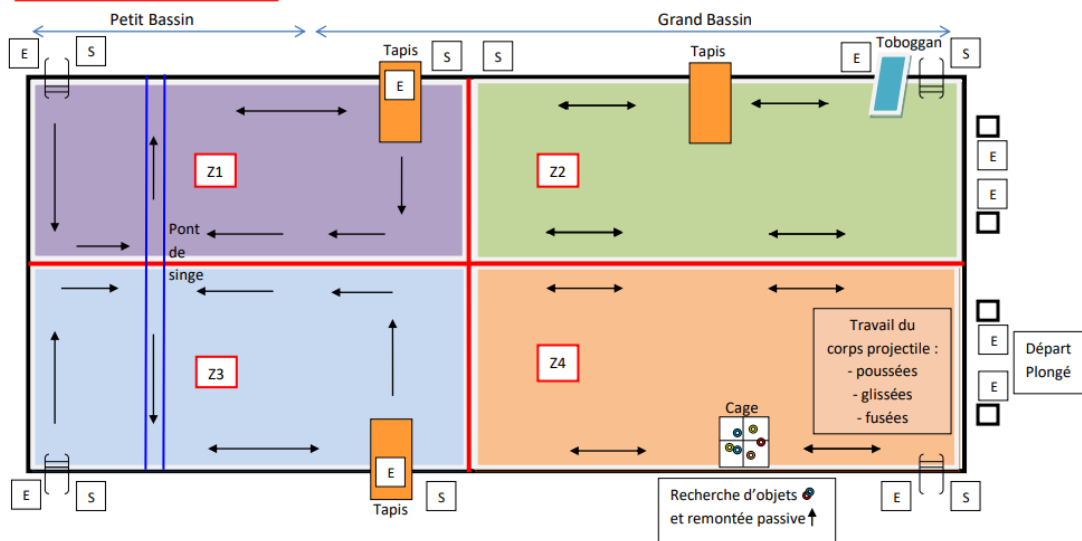 Petit Bassin
Grand Bassin
E
S
Tapis
E
S
S
Tapis
Toboggan
E
S
E
E
Z1
Z2
Pont
de
singe
Z3
Z4
Travail du
corps projectile :
- poussées
- glissées
- fusées
E
E
Départ
Plongé
Cage
E
S
E
Tapis
S
E
S
Recherche d'objets
et remontée passive